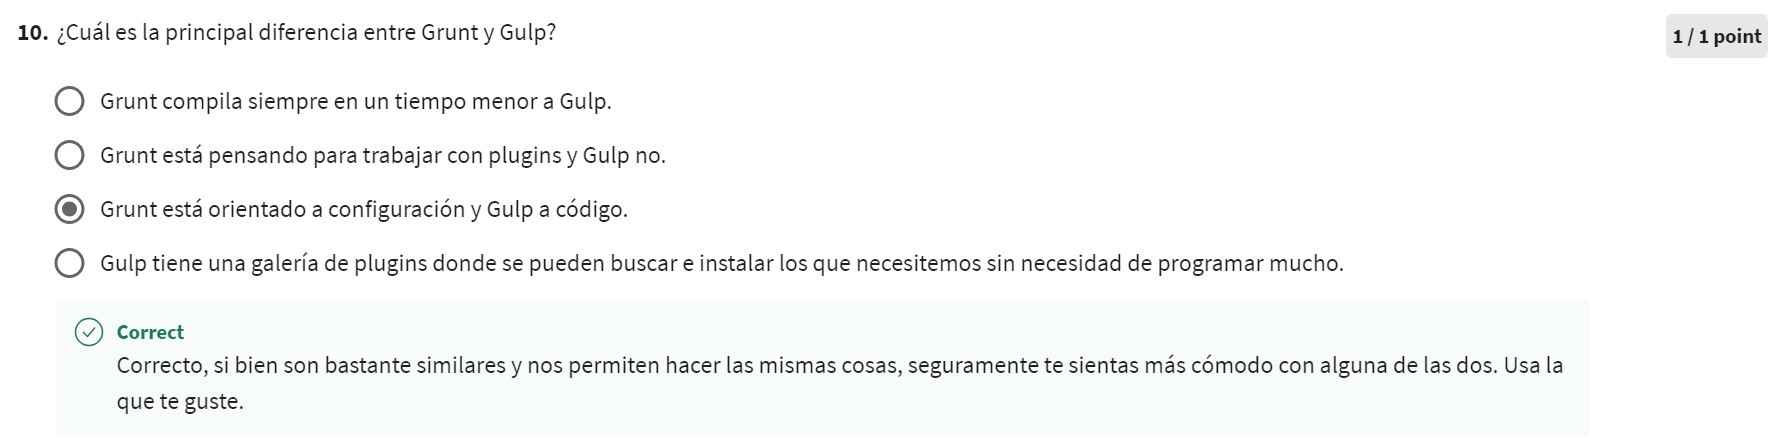 10. ¿Cuál es la principal diferencia entre Grunt y Gulp?
1 / 1 point
Grunt compila siempre en un tiempo menor a Gulp.
Grunt está pensando para trabajar con plugins y Gulp no.
Grunt está orientado a configuración y Gulp a código.
Gulp tiene una galería de plugins donde se pueden buscar e instalar los que necesitemos sin necesidad de programar mucho.
Correct
Correcto, si bien son bastante similares y nos permiten hacer las mismas cosas, seguramente te sientas más cómodo con alguna de las dos. Usa la
que te guste.